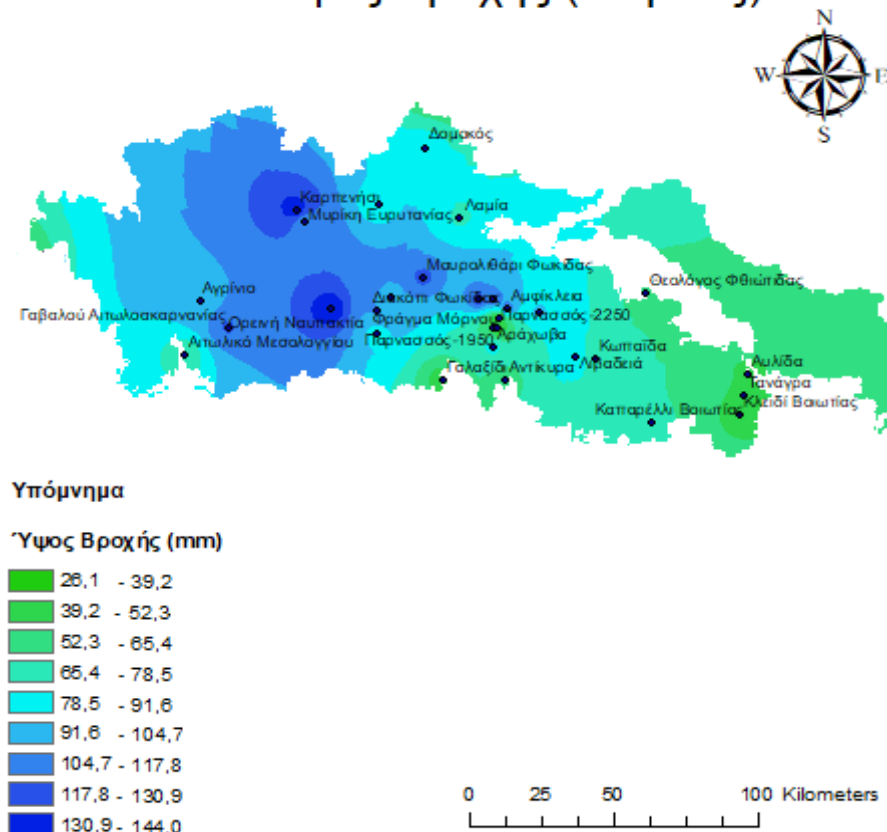 N
W E
S
Δομοκός
Καρπενήσι
Μυρίκη Ευρυτανίας
Λαμία
Μαυρολιθάρι Φωκίδας
Θεολόγος Φθιώτιδας
Αγρίνιο
Αμφίκλεια
Γαβαλού Αιτωλοακαρνανίας
Ορεινή Ναυπακτία
Φράγμα Μόρνου
Παρνασσός -2250
Αιτωλικό Μεσολογγίου
Παρνασσός -1950
Αράχωβα
Κωπαΐδα
Γαλαξίδι
Αντίκυρα
Λιβαδειά
Αυλίδα
Τανάγρα
Καπαρέλλι Βοιωτίας
Κλειδί Βοιωτίας
Υπόμνημα
Ύψος Βροχής (mm)
26,1 - 39,2
39,2 - 52,3
52,3 - 65,4
65,4 - 78,5
78,5 - 91,6
91,6 - 104,7
104,7 - 117,8
117,8 - 130,9
130,9 - 144,0
0 25 50 100 Kilometers